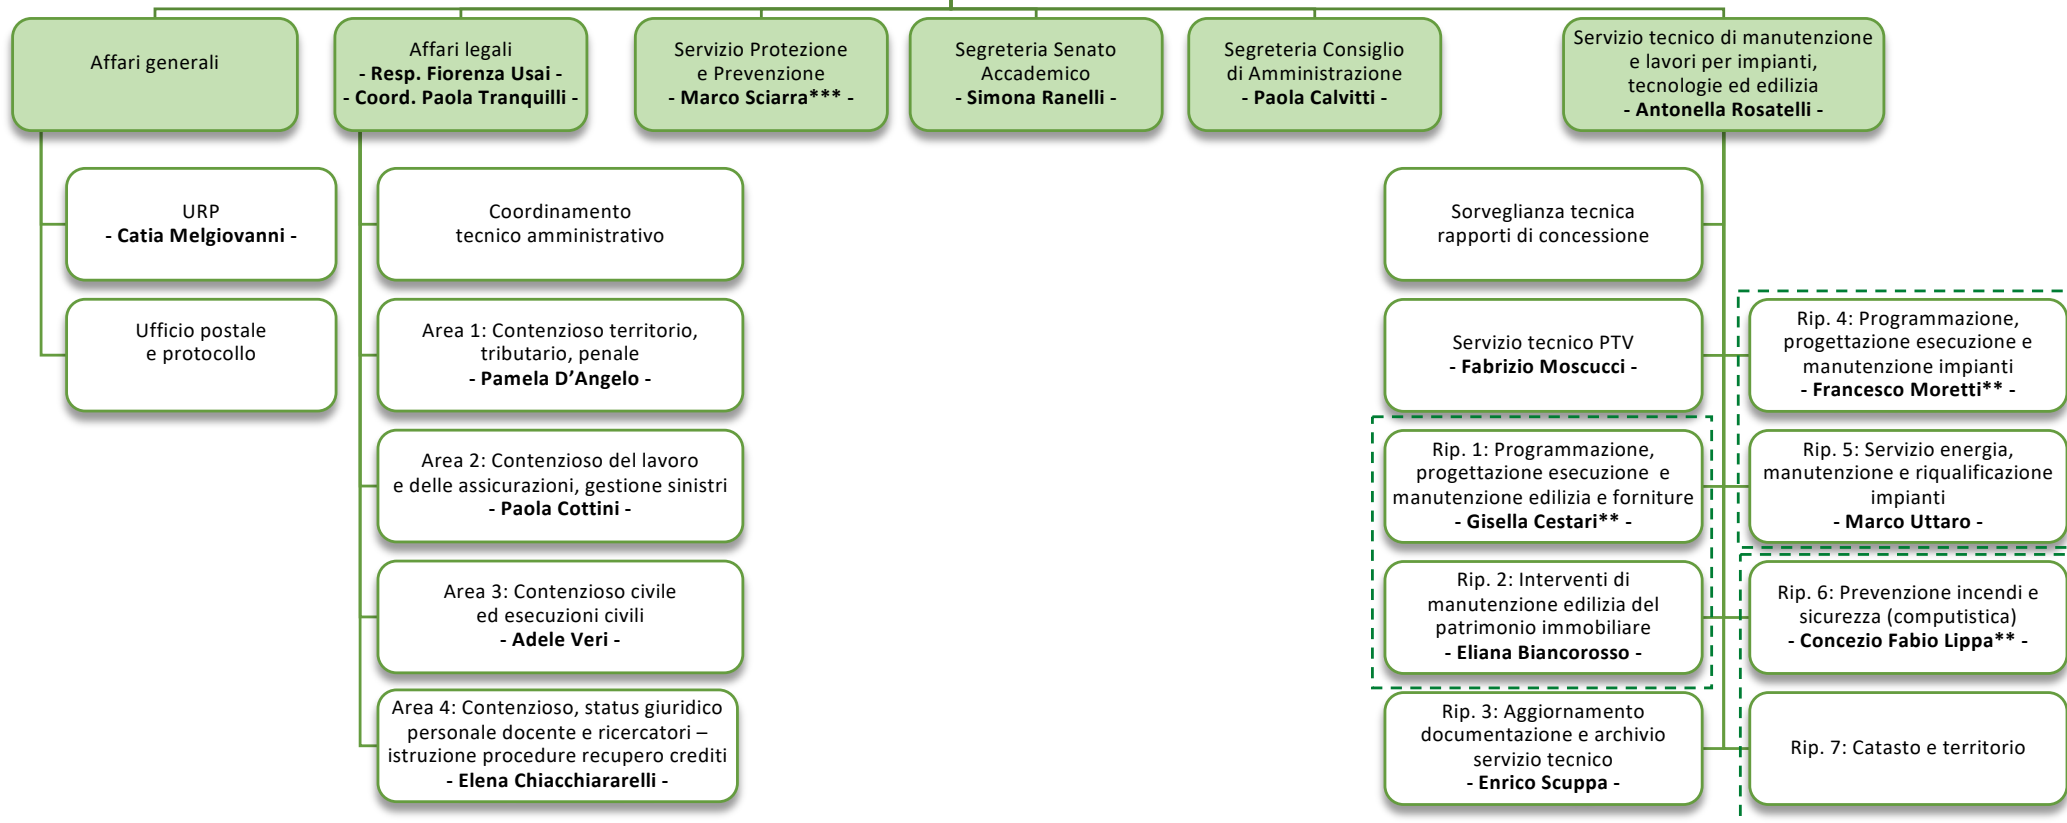 Affari generali
Affari legali
- Resp. Fiorenza Usai -
- Coord. Paola Tranquilli -
Servizio Protezione
e Prevenzione
- Marco Sciarra*** -
Segreteria Senato
Accademico
- Simona Ranelli -
Segreteria Consiglio
di Amministrazione
- Paola Calvitti -
Servizio tecnico di manutenzione
e lavori per impianti,
tecnologie ed edilizia
- Antonella Rosatelli -
URP
- Catia Melgiovanni -
Ufficio postale
e protocollo
Coordinamento
tecnico amministrativo
Area 1: Contenzioso territorio,
tributario, penale
- Pamela D’Angelo -
Area 2: Contenzioso del lavoro
e delle assicurazioni, gestione sinistri
- Paola Cottini -
Area 3: Contenzioso civile
ed esecuzioni civili
- Adele Veri -
Area 4: Contenzioso, status giuridico
personale docente e ricercatori –
istruzione procedure recupero crediti
- Elena Chiacchiararelli -
Sorveglianza tecnica
rapporti di concessione
Servizio tecnico PTV
- Fabrizio Moscucci -
Rip. 1: Programmazione,
progettazione esecuzione e
manutenzione edilizia e forniture
- Gisella Cestari** -
Rip. 2: Interventi di
manutenzione edilizia del
patrimonio immobiliare
- Eliana Biancorosso -
Rip. 3: Aggiornamento
documentazione e archivio
servizio tecnico
- Enrico Scuppa -
Rip. 4: Programmazione,
progettazione esecuzione e
manutenzione impianti
- Francesco Moretti** -
Rip. 5: Servizio energia,
manutenzione e riqualificazione
impianti
- Marco Uttaro -
Rip. 6: Prevenzione incendi e
sicurezza (computistica)
- Concezio Fabio Lippa** -
Rip. 7: Catasto e territorio